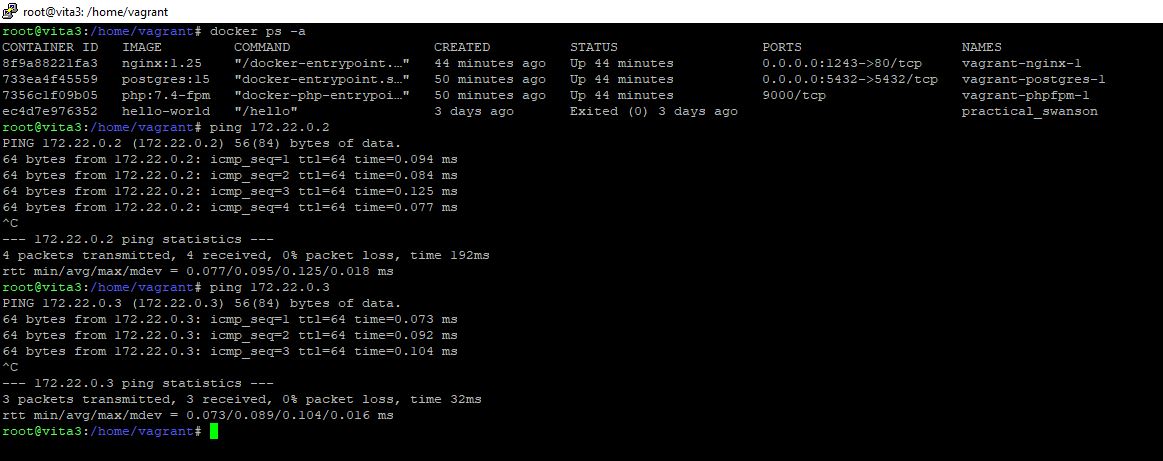 root@vita3: /home/vagrant
root@vita3:/home/vagrant# docker ps -a
CONTAINER ID   IMAGE         COMMAND                  CREATED          STATUS                  PORTS                    NAMES
8f9a88221fa3   nginx:1.25    "/docker-entrypoint.…"   44 minutes ago   Up 44 minutes           0.0.0.0:1243->80/tcp     vagrant-nginx-1
733ea4f45559   postgres:15   "docker-entrypoint.s…"   50 minutes ago   Up 44 minutes           0.0.0.0:5432->5432/tcp   vagrant-postgres-1
7356c1f09b05   php:7.4-fpm   "docker-php-entrypoi…"   50 minutes ago   Up 44 minutes           9000/tcp                 vagrant-phpfpm-1
ec4d7e976352   hello-world   "/hello"                 3 days ago       Exited (0) 3 days ago                            practical_swanson
root@vita3:/home/vagrant# ping 172.22.0.2
PING 172.22.0.2 (172.22.0.2) 56(84) bytes of data.
64 bytes from 172.22.0.2: icmp_seq=1 ttl=64 time=0.094 ms
64 bytes from 172.22.0.2: icmp_seq=2 ttl=64 time=0.084 ms
64 bytes from 172.22.0.2: icmp_seq=3 ttl=64 time=0.125 ms
64 bytes from 172.22.0.2: icmp_seq=4 ttl=64 time=0.077 ms
^C
--- 172.22.0.2 ping statistics ---
4 packets transmitted, 4 received, 0% packet loss, time 192ms
rtt min/avg/max/mdev = 0.077/0.095/0.125/0.018 ms
root@vita3:/home/vagrant# ping 172.22.0.3
PING 172.22.0.3 (172.22.0.3) 56(84) bytes of data.
64 bytes from 172.22.0.3: icmp_seq=1 ttl=64 time=0.073 ms
64 bytes from 172.22.0.3: icmp_seq=2 ttl=64 time=0.092 ms
64 bytes from 172.22.0.3: icmp_seq=3 ttl=64 time=0.104 ms
^C
--- 172.22.0.3 ping statistics ---
3 packets transmitted, 3 received, 0% packet loss, time 32ms
rtt min/avg/max/mdev = 0.073/0.089/0.104/0.016 ms
root@vita3:/home/vagrant#